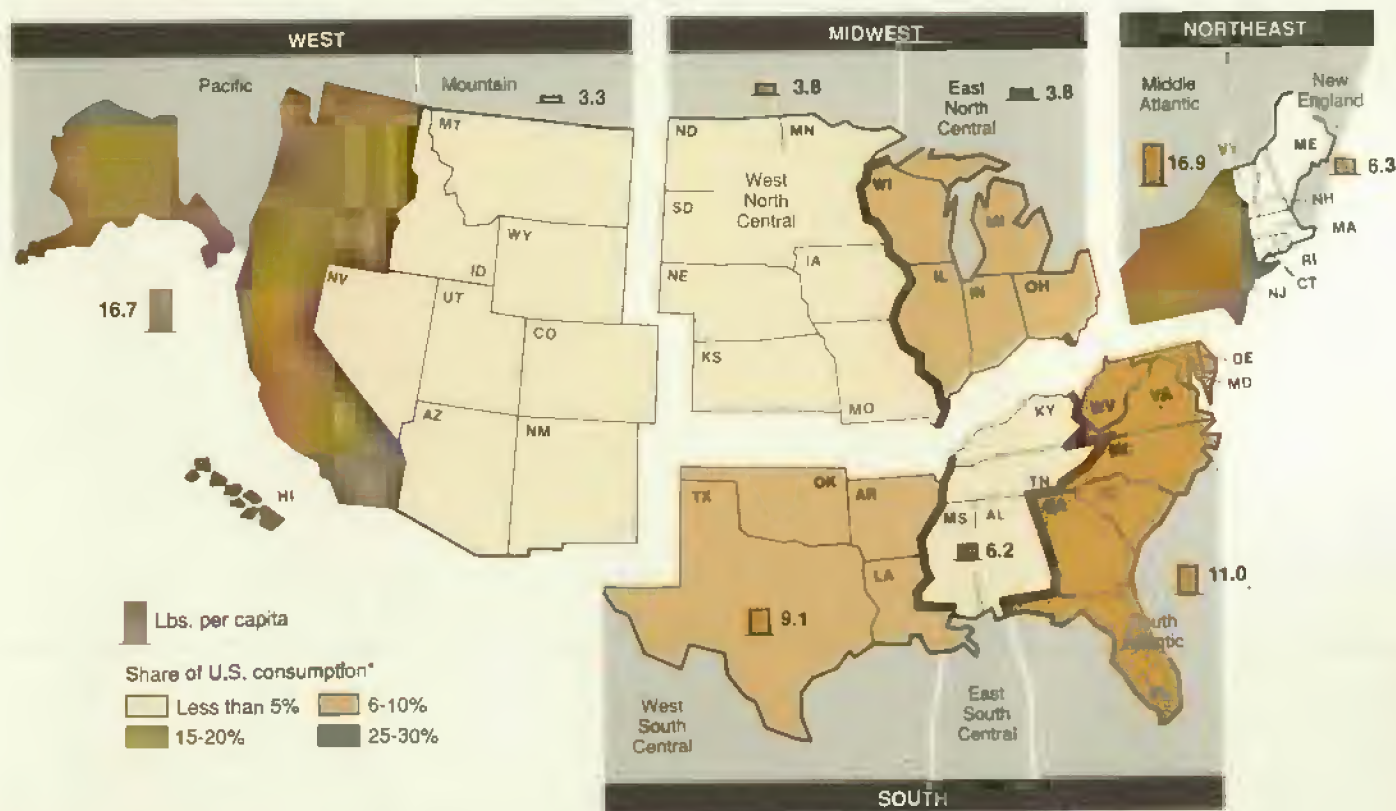 WEST
MIDWEST
NORTHEAST
Pacific
Mountain
3.3
3.8
East
North
Central
3.8
Middle
Atlantic
16.9
New
England
6.3
VT
ME
NH
MA
RI
CT
NJ
MT
WY
ID
NV
UT
CO
AZ
NM
16.7
HI
ND
MN
West
North
Central
SD
NE
IA
KS
MO
WI
MI
IL
IN
OH
DE
MD
KY
WV
VA
TN
TX
OK
AR
LA
MS
AL
6.2
9.1
11.0
South
Atlantic
West
South
Central
East
South
Central
SOUTH
Lbs. per capita
Share of U.S. consumption*
Less than 5%
6-10%
15-20%
25-30%